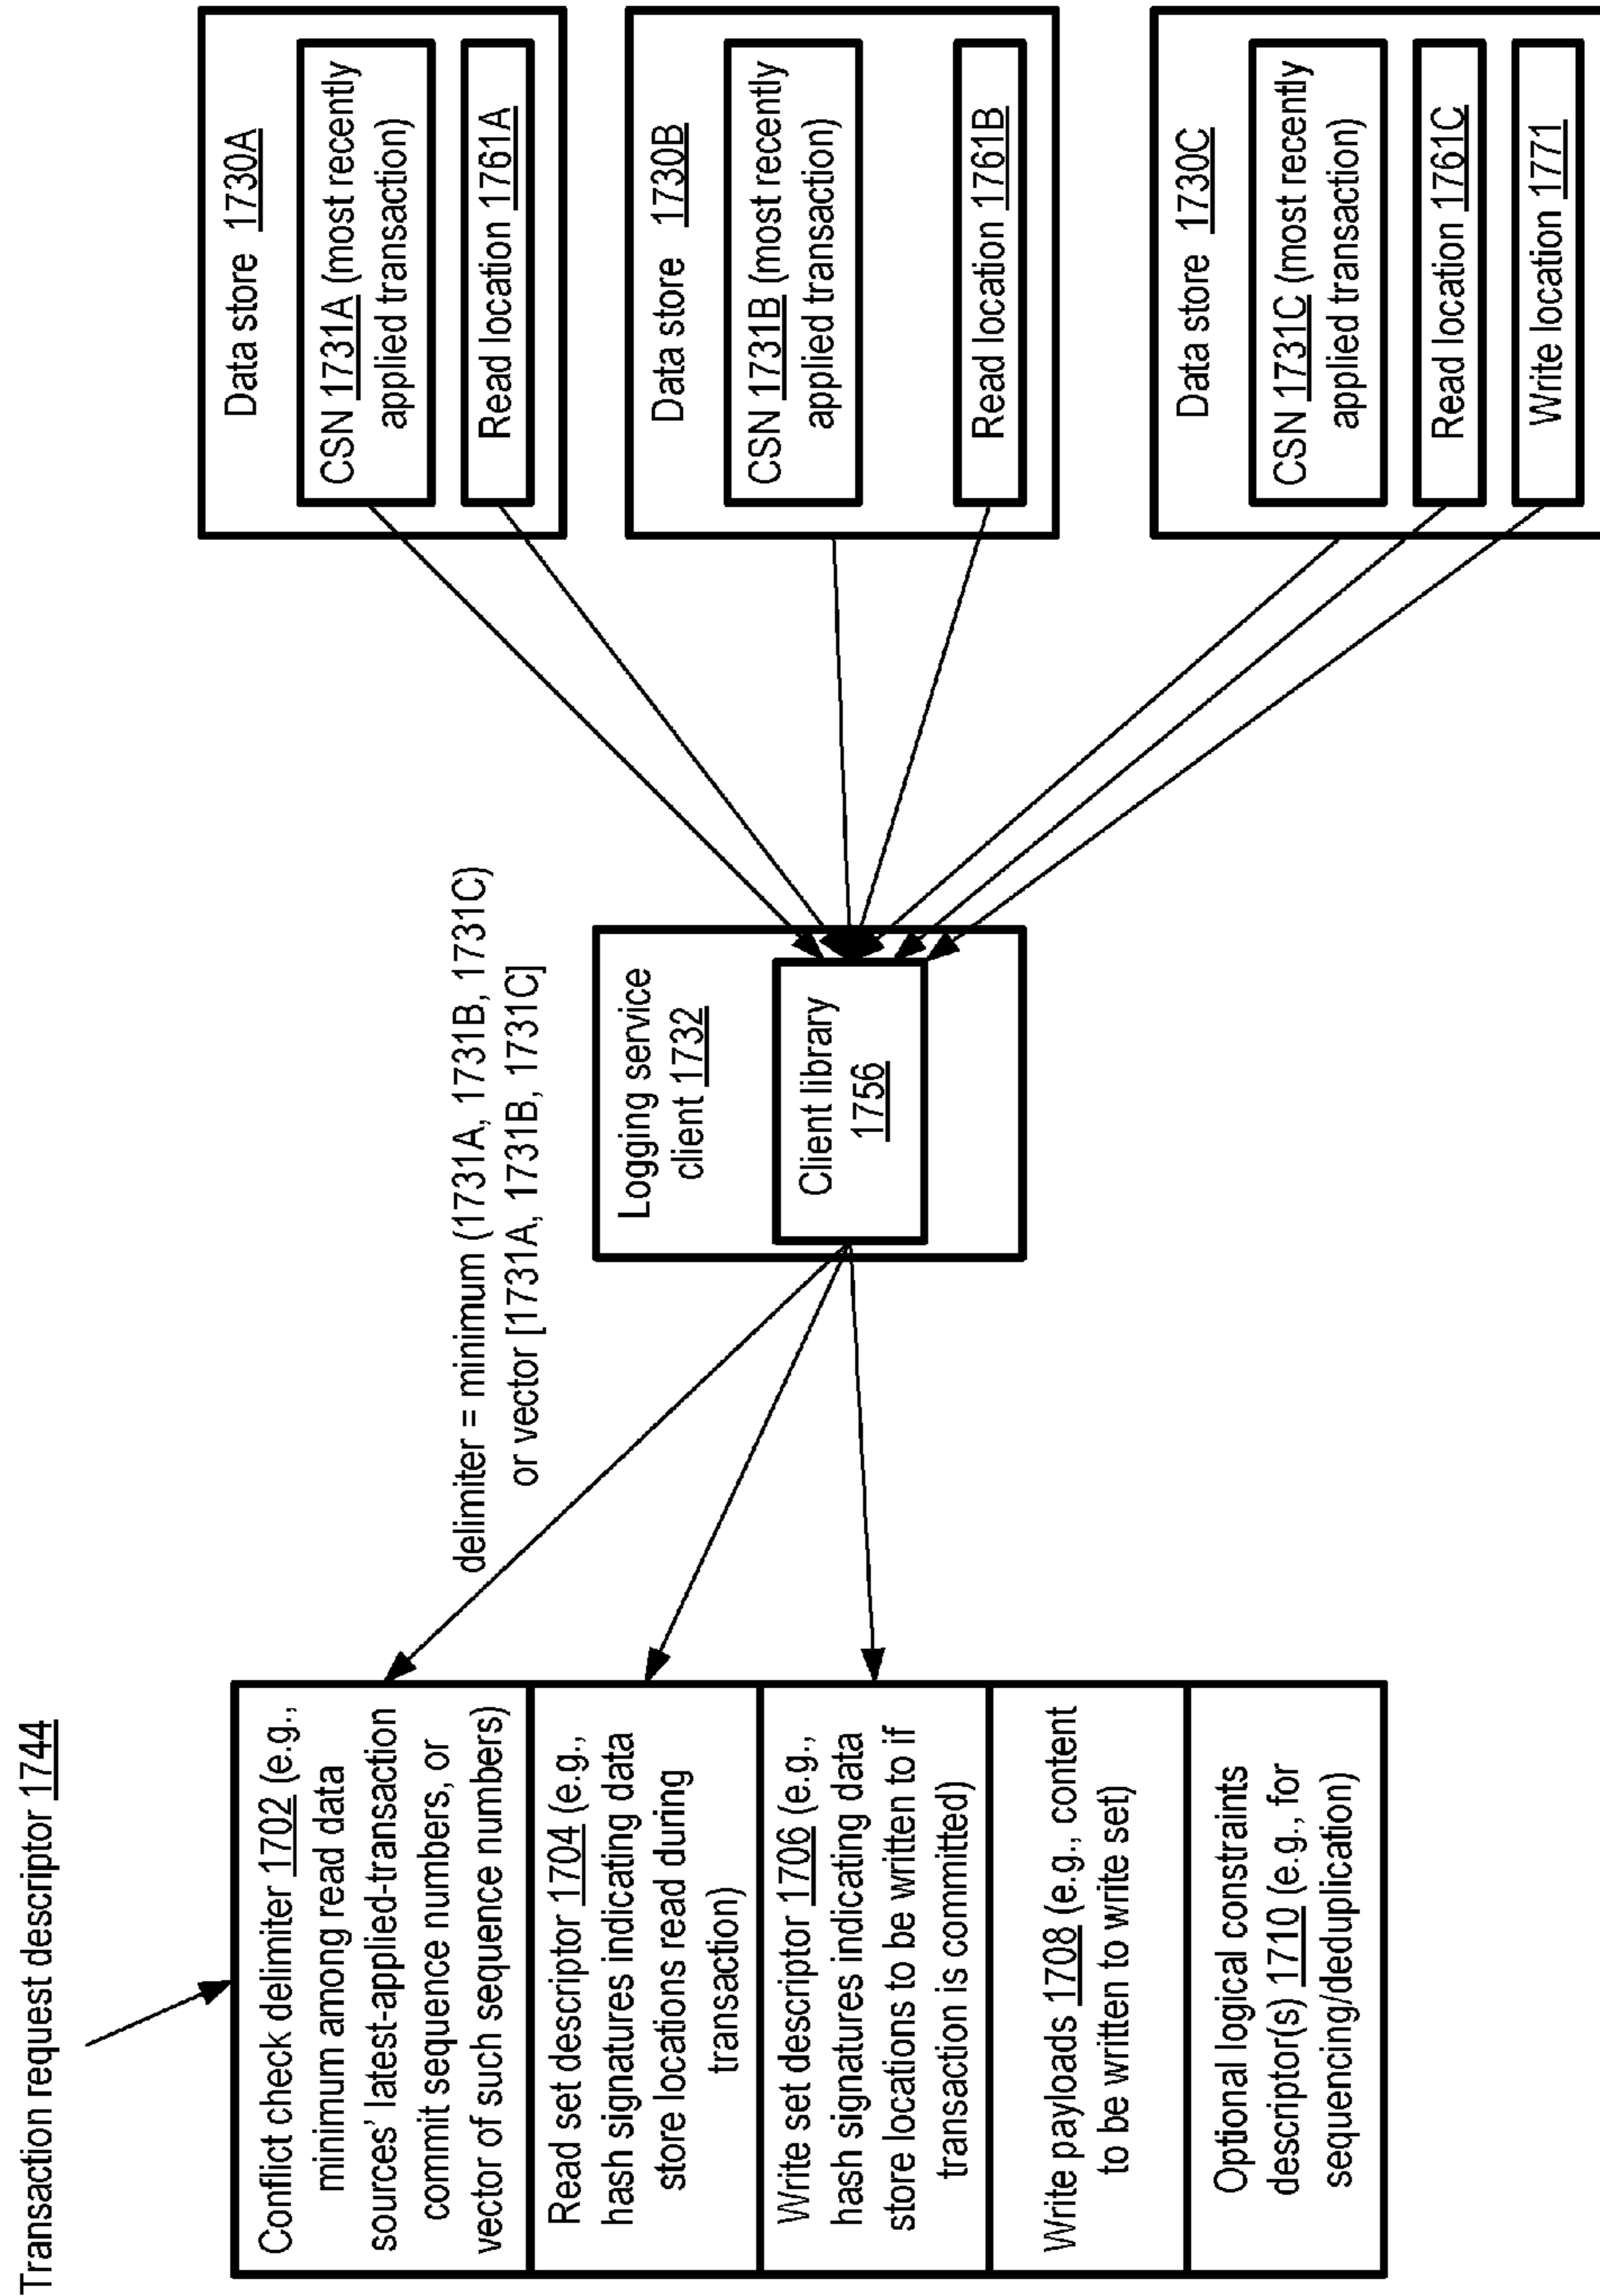 Transaction request descriptor 1744
Conflict check delimiter 1702 (e.g.,
minimum among read data
sources' latest-applied-transaction
commit sequence numbers, or
vector of such sequence numbers)
Read set descriptor 1704 (e.g.,
hash signatures indicating data
store locations read during
transaction)
Write set descriptor 1706 (e.g.,
hash signatures indicating data
store locations to be written to if
transaction is committed)
Write payloads 1708 (e.g., content
to be written to write set)
Optional logical constraints
descriptor(s) 1710 (e.g., for
sequencing/deduplication)
delimiter = minimum (1731A, 1731B, 1731C)
or vector [1731A, 1731B, 1731C]
Logging service
client 1732
Client library
1756
Data store 1730A
CSN 1731A (most recently
applied transaction)
Read location 1761A
Data store 1730B
CSN 1731B (most recently
applied transaction)
Read location 1761B
Data store 1730C
CSN 1731C (most recently
applied transaction)
Read location 1761C
Write location 1771